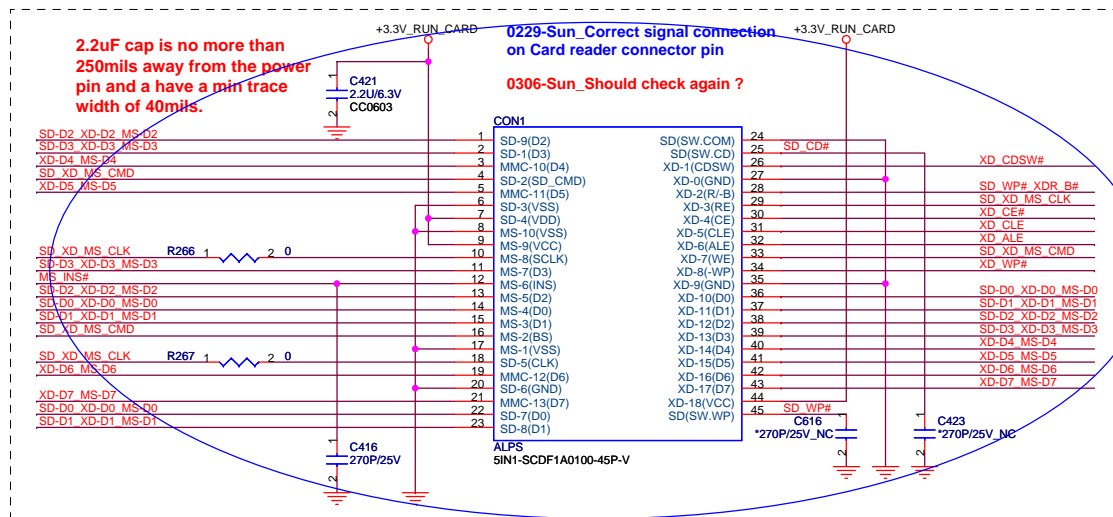 +3.3V_RUN_CARD
0229-Sun_Correct signal connection
on Card reader connector pin
+3.3V_RUN_CARD
2.2uF cap is no more than
250mils away from the power
pin and a have a min trace
width of 40mils.
0306-Sun_Should check again ?
1
C421
2.2U/6.3V
CC0603
2
CON1
SD-D2_XD-D2_MS-D2 1 SD-9(D2) SD(SW.COM) 24
SD-D3_XD-D3_MS-D3 2 SD-1(D3) SD(SW.CD) 25 SD_CD#
XD-D4_MS-D4 3 MMC-10(D4) XD-1(CDSW) 26 XD_CDSW#
SD_XD_MS_CMD 4 SD-2(SD_CMD) XD-0(GND) 27
XD-D5_MS-D5 5 MMC-11(D5) XD-2(R/-B) 28 SD_WP#_XDR_B#
6 SD-3(VSS) XD-3(RE) 29 SD_XD_MS_CLK
7 SD-4(VDD) XD-4(CE) 30 XD_CE#
8 MS-10(VSS) XD-5(CLE) 31 XD_CLE
9 MS-9(VCC) XD-6(ALE) 32 XD_ALE
SD_XD_MS_CLK R266 1 2 0 10 MS-8(SCLK) XD-7(WE) 33 SD_XD_MS_CMD
SD-D3_XD-D3_MS-D3 11 MS-7(D3) XD-8(-WP) 34 XD_WP#
MS_INS# 12 MS-6(INS) XD-9(GND) 35
SD-D2_XD-D2_MS-D2 13 MS-5(D2) XD-10(D0) 36 SD-D0_XD-D0_MS-D0
SD-D0_XD-D0_MS-D0 14 MS-4(D0) XD-11(D1) 37 SD-D1_XD-D1_MS-D1
SD-D1_XD-D1_MS-D1 15 MS-3(D1) XD-12(D2) 38 SD-D2_XD-D2_MS-D2
SD_XD_MS_CMD 16 MS-2(BS) XD-13(D3) 39 SD-D3_XD-D3_MS-D3
17 MS-1(VSS) XD-14(D4) 40 XD-D4_MS-D4
SD_XD_MS_CLK R267 1 2 0 18 SD-5(CLK) XD-15(D5) 41 XD-D5_MS-D5
XD-D6_MS-D6 19 MMC-12(D6) XD-16(D6) 42 XD-D6_MS-D6
20 SD-6(GND) XD-17(D7) 43 XD-D7_MS-D7
XD-D7_MS-D7 21 MMC-13(D7) XD-18(VCC) 44
SD-D0_XD-D0_MS-D0 22 SD-7(D0) SD(SW.WP) 45 SD_WP#
SD-D1_XD-D1_MS-D1 23 SD-8(D1)
1
C616
*270P/25V_NC
2
1
C423
*270P/25V_NC
2
1
C416
270P/25V
2
ALPS
5IN1-SCDF1A0100-45P-V